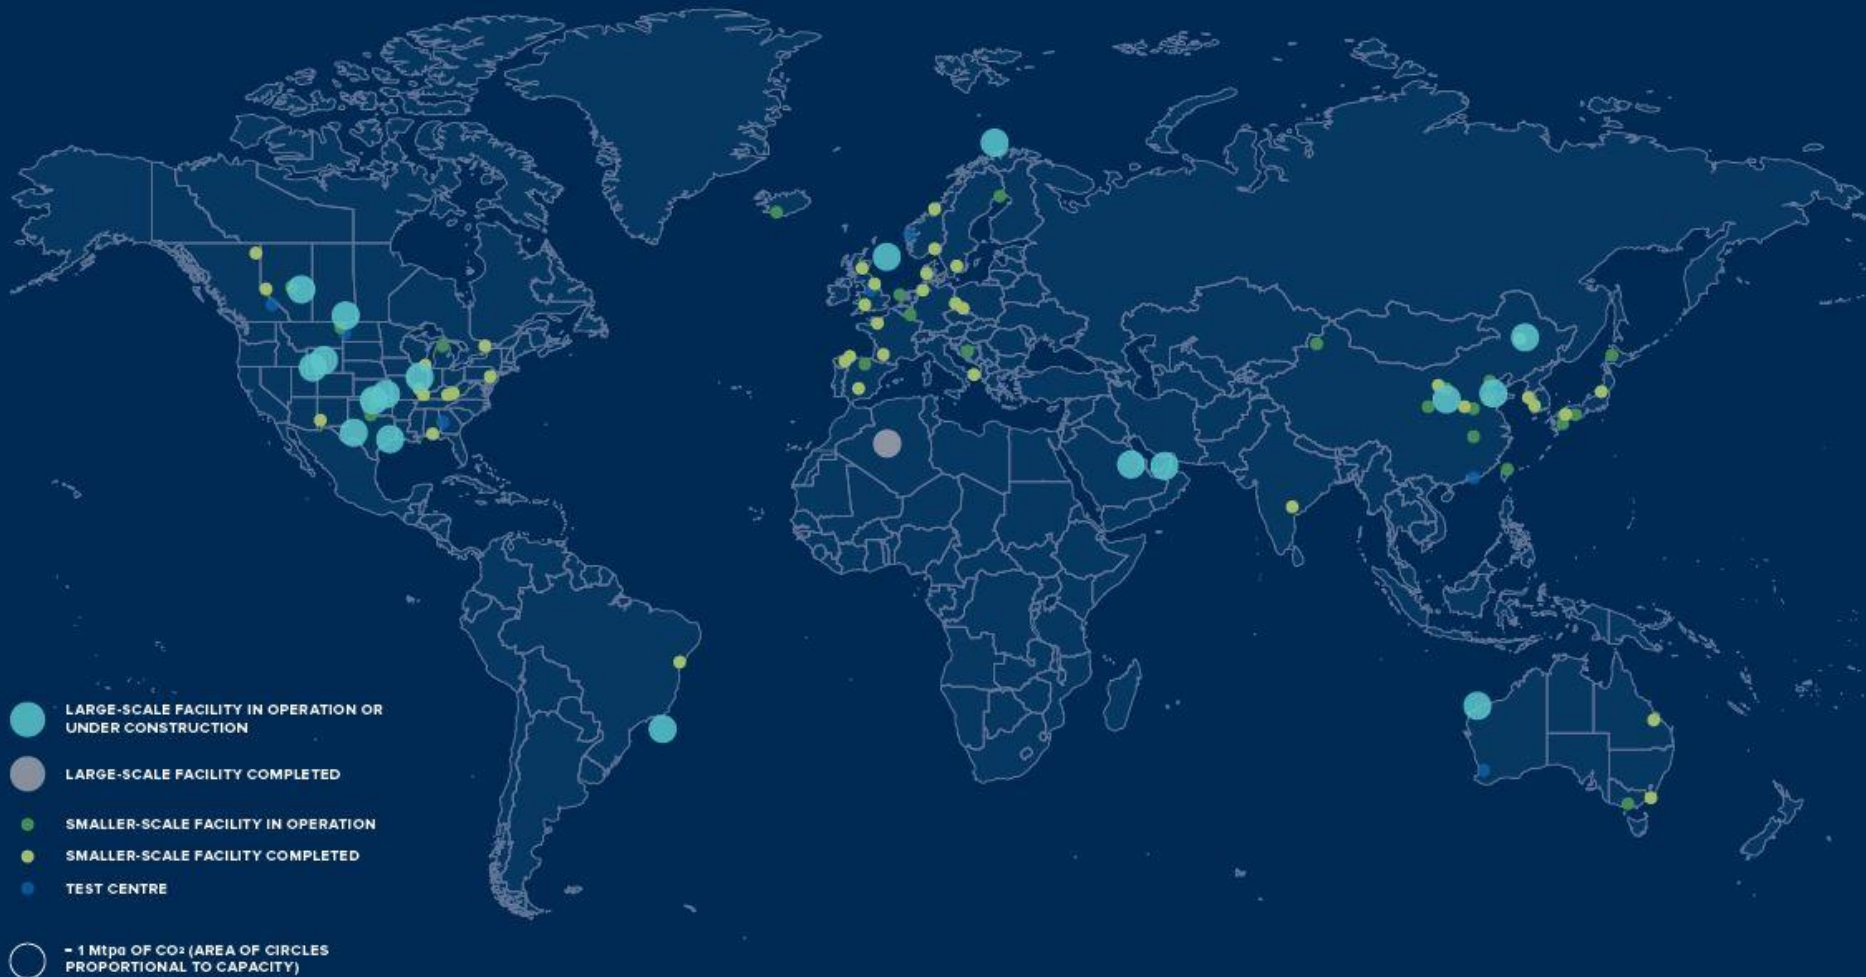 LARGE-SCALE FACILITY IN OPERATION OR
UNDER CONSTRUCTION
LARGE-SCALE FACILITY COMPLETED
SMALLER-SCALE FACILITY IN OPERATION
SMALLER-SCALE FACILITY COMPLETED
TEST CENTRE
= 1 Mtpa OF CO2 (AREA OF CIRCLES
PROPORTIONAL TO CAPACITY)